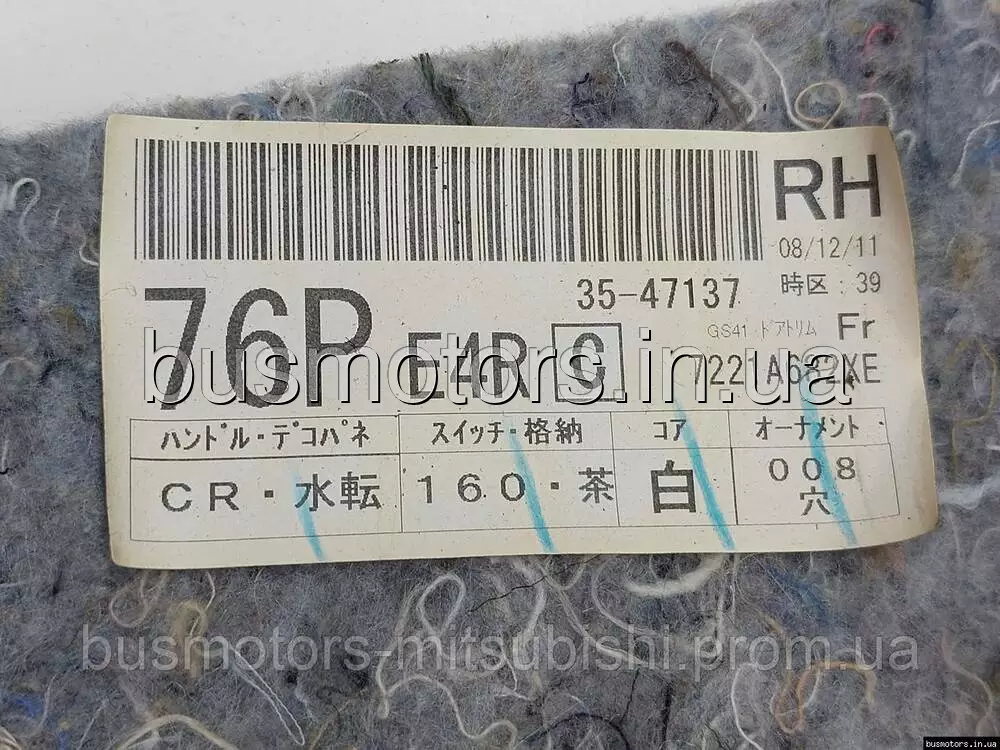 RH
08/12/11
35-47137
時区:39
76P E4R C
GS41 ドアトリム Fr
busmotors.in.ua
ハンドル・デコパネ スイッチ・格納 コア オーナメント
CR・水転 160・茶 白 008
穴
busmotors-mitsubishi.prom.ua
busmotors.in.ua